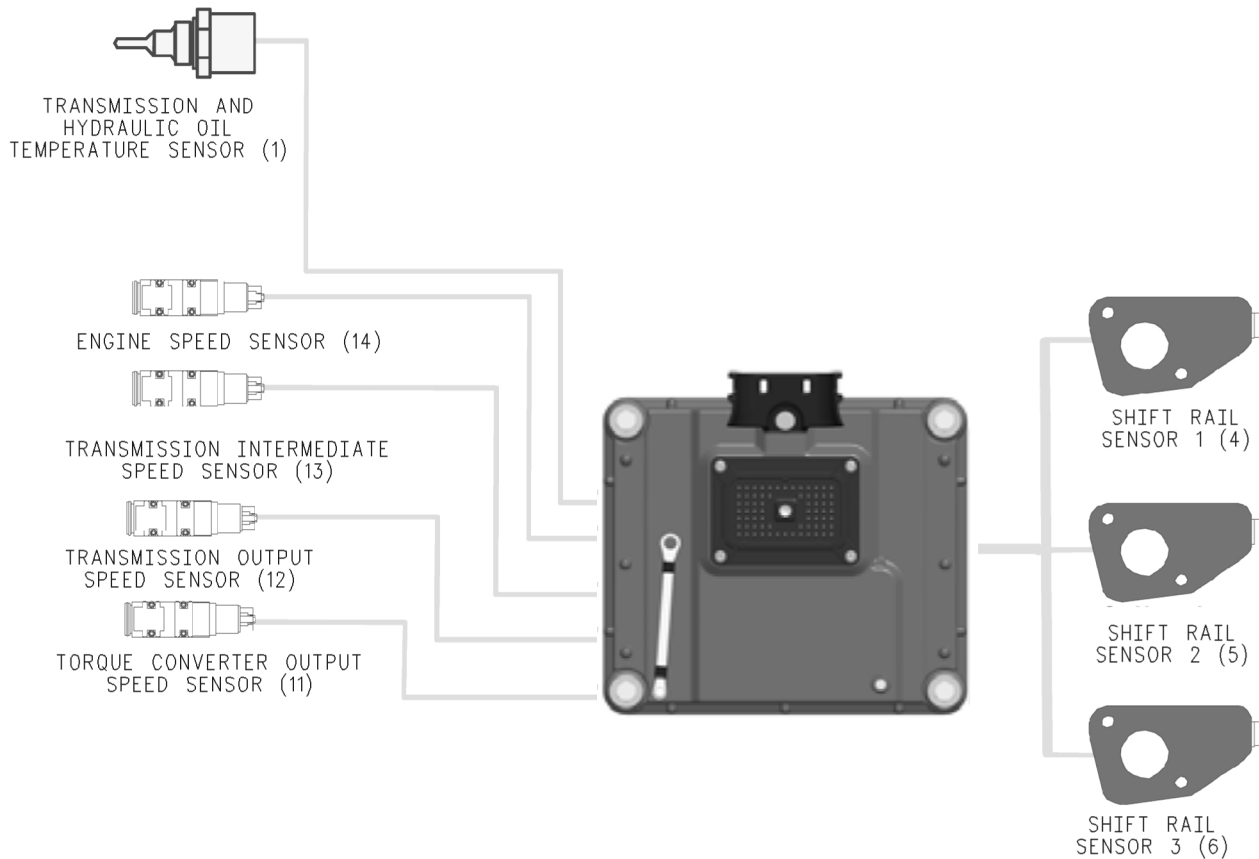 TRANSMISSION AND
HYDRAULIC OIL
TEMPERATURE SENSOR (1)
ENGINE SPEED SENSOR (14)
TRANSMISSION INTERMEDIATE
SPEED SENSOR (13)
TRANSMISSION OUTPUT
SPEED SENSOR (12)
TORQUE CONVERTER OUTPUT
SPEED SENSOR (11)
SHIFT RAIL
SENSOR 1 (4)
SHIFT RAIL
SENSOR 2 (5)
SHIFT RAIL
SENSOR 3 (6)